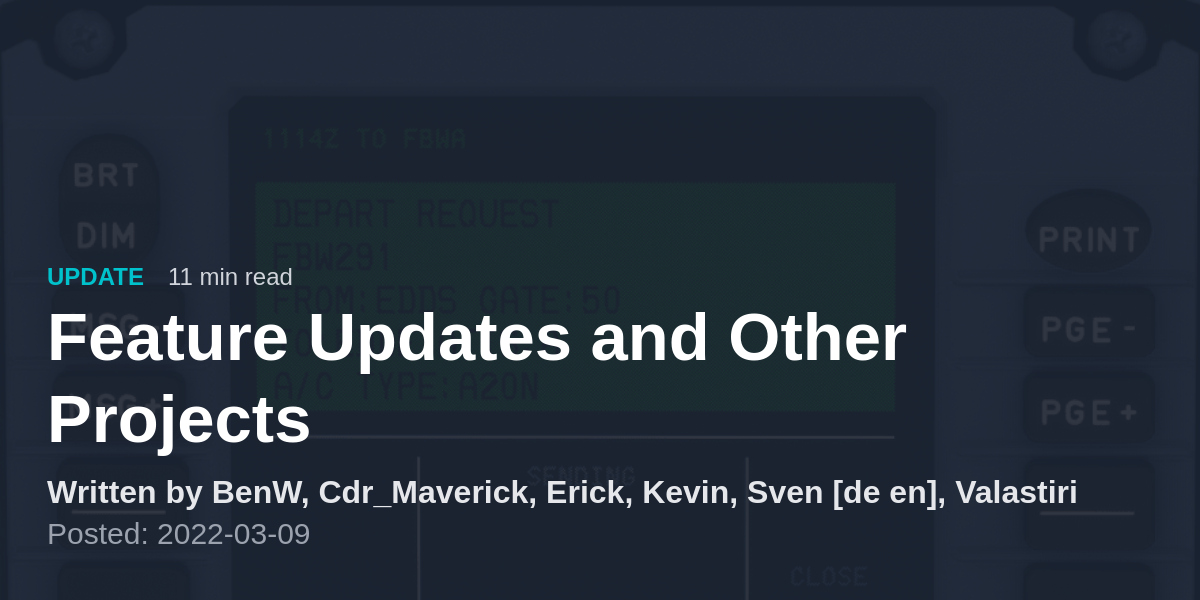 1114Z TO FBWA
BRT
DEPART REQUEST
DIM
FBW291
PRINT
UPDATE 11 min read
FROM:EDDS GATE:50
MSG
PGE -
Feature Updates and Other
Projects
A/C TYPE:A20N
MSG+
PGE +
SENDING
Written by BenW, Cdr_Maverick, Erick, Kevin, Sven [de en], Valastiri
Posted: 2022-03-09
CLOSE